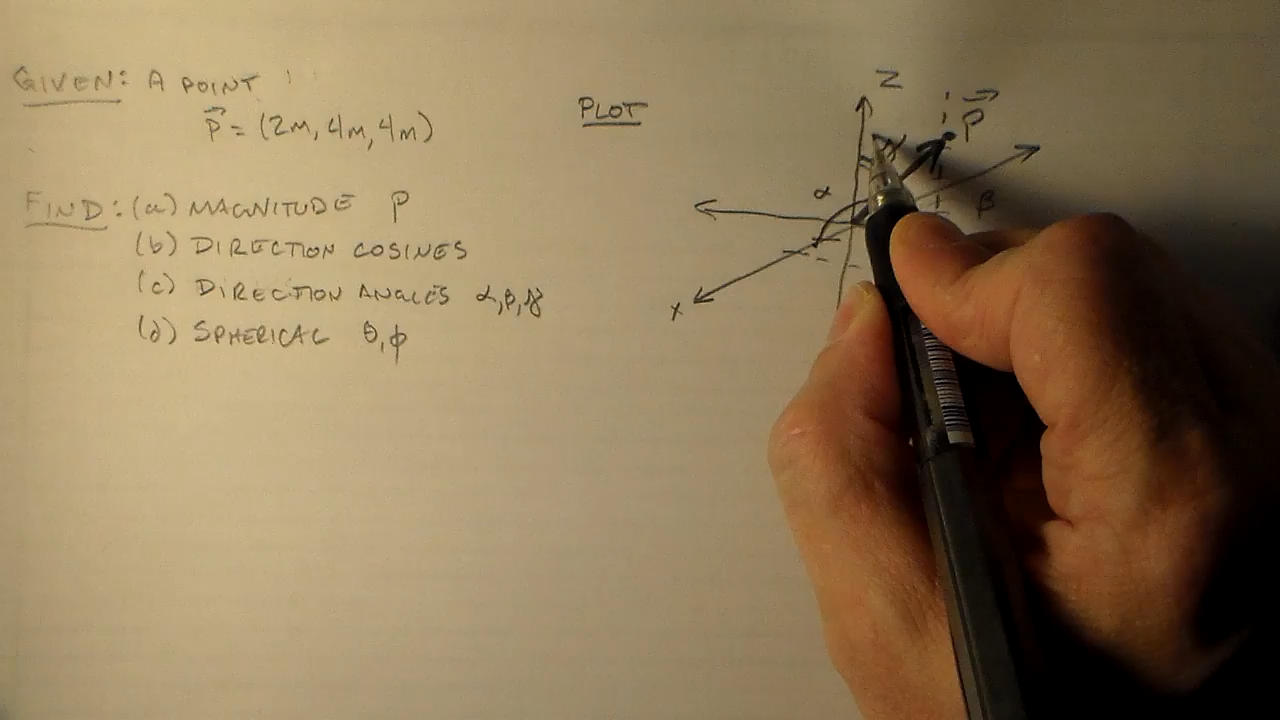 GIVEN: A POINT
P = (2m, 4m, 4m)
FIND: (a) MAGNITUDE P
(b) DIRECTION COSINES
(c) DIRECTION ANGLES α, β, γ
(d) SPHERICAL θ, φ
PLOT
Z
P
α
β
X